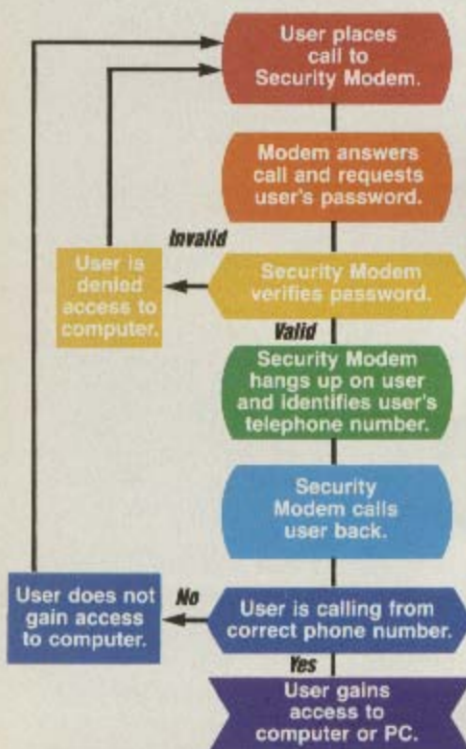 User places
call to
Security Modem.
Modem answers
call and requests
user's password.
Invalid
User is
denied
access to
computer.
Security Modem
verifies password.
Valid
Security Modem
hangs up on user
and identifies user's
telephone number.
Security
Modem calls
user back.
User does not
gain access
to computer.
No
User is calling from
correct phone number.
Yes
User gains
access to
computer or PC.